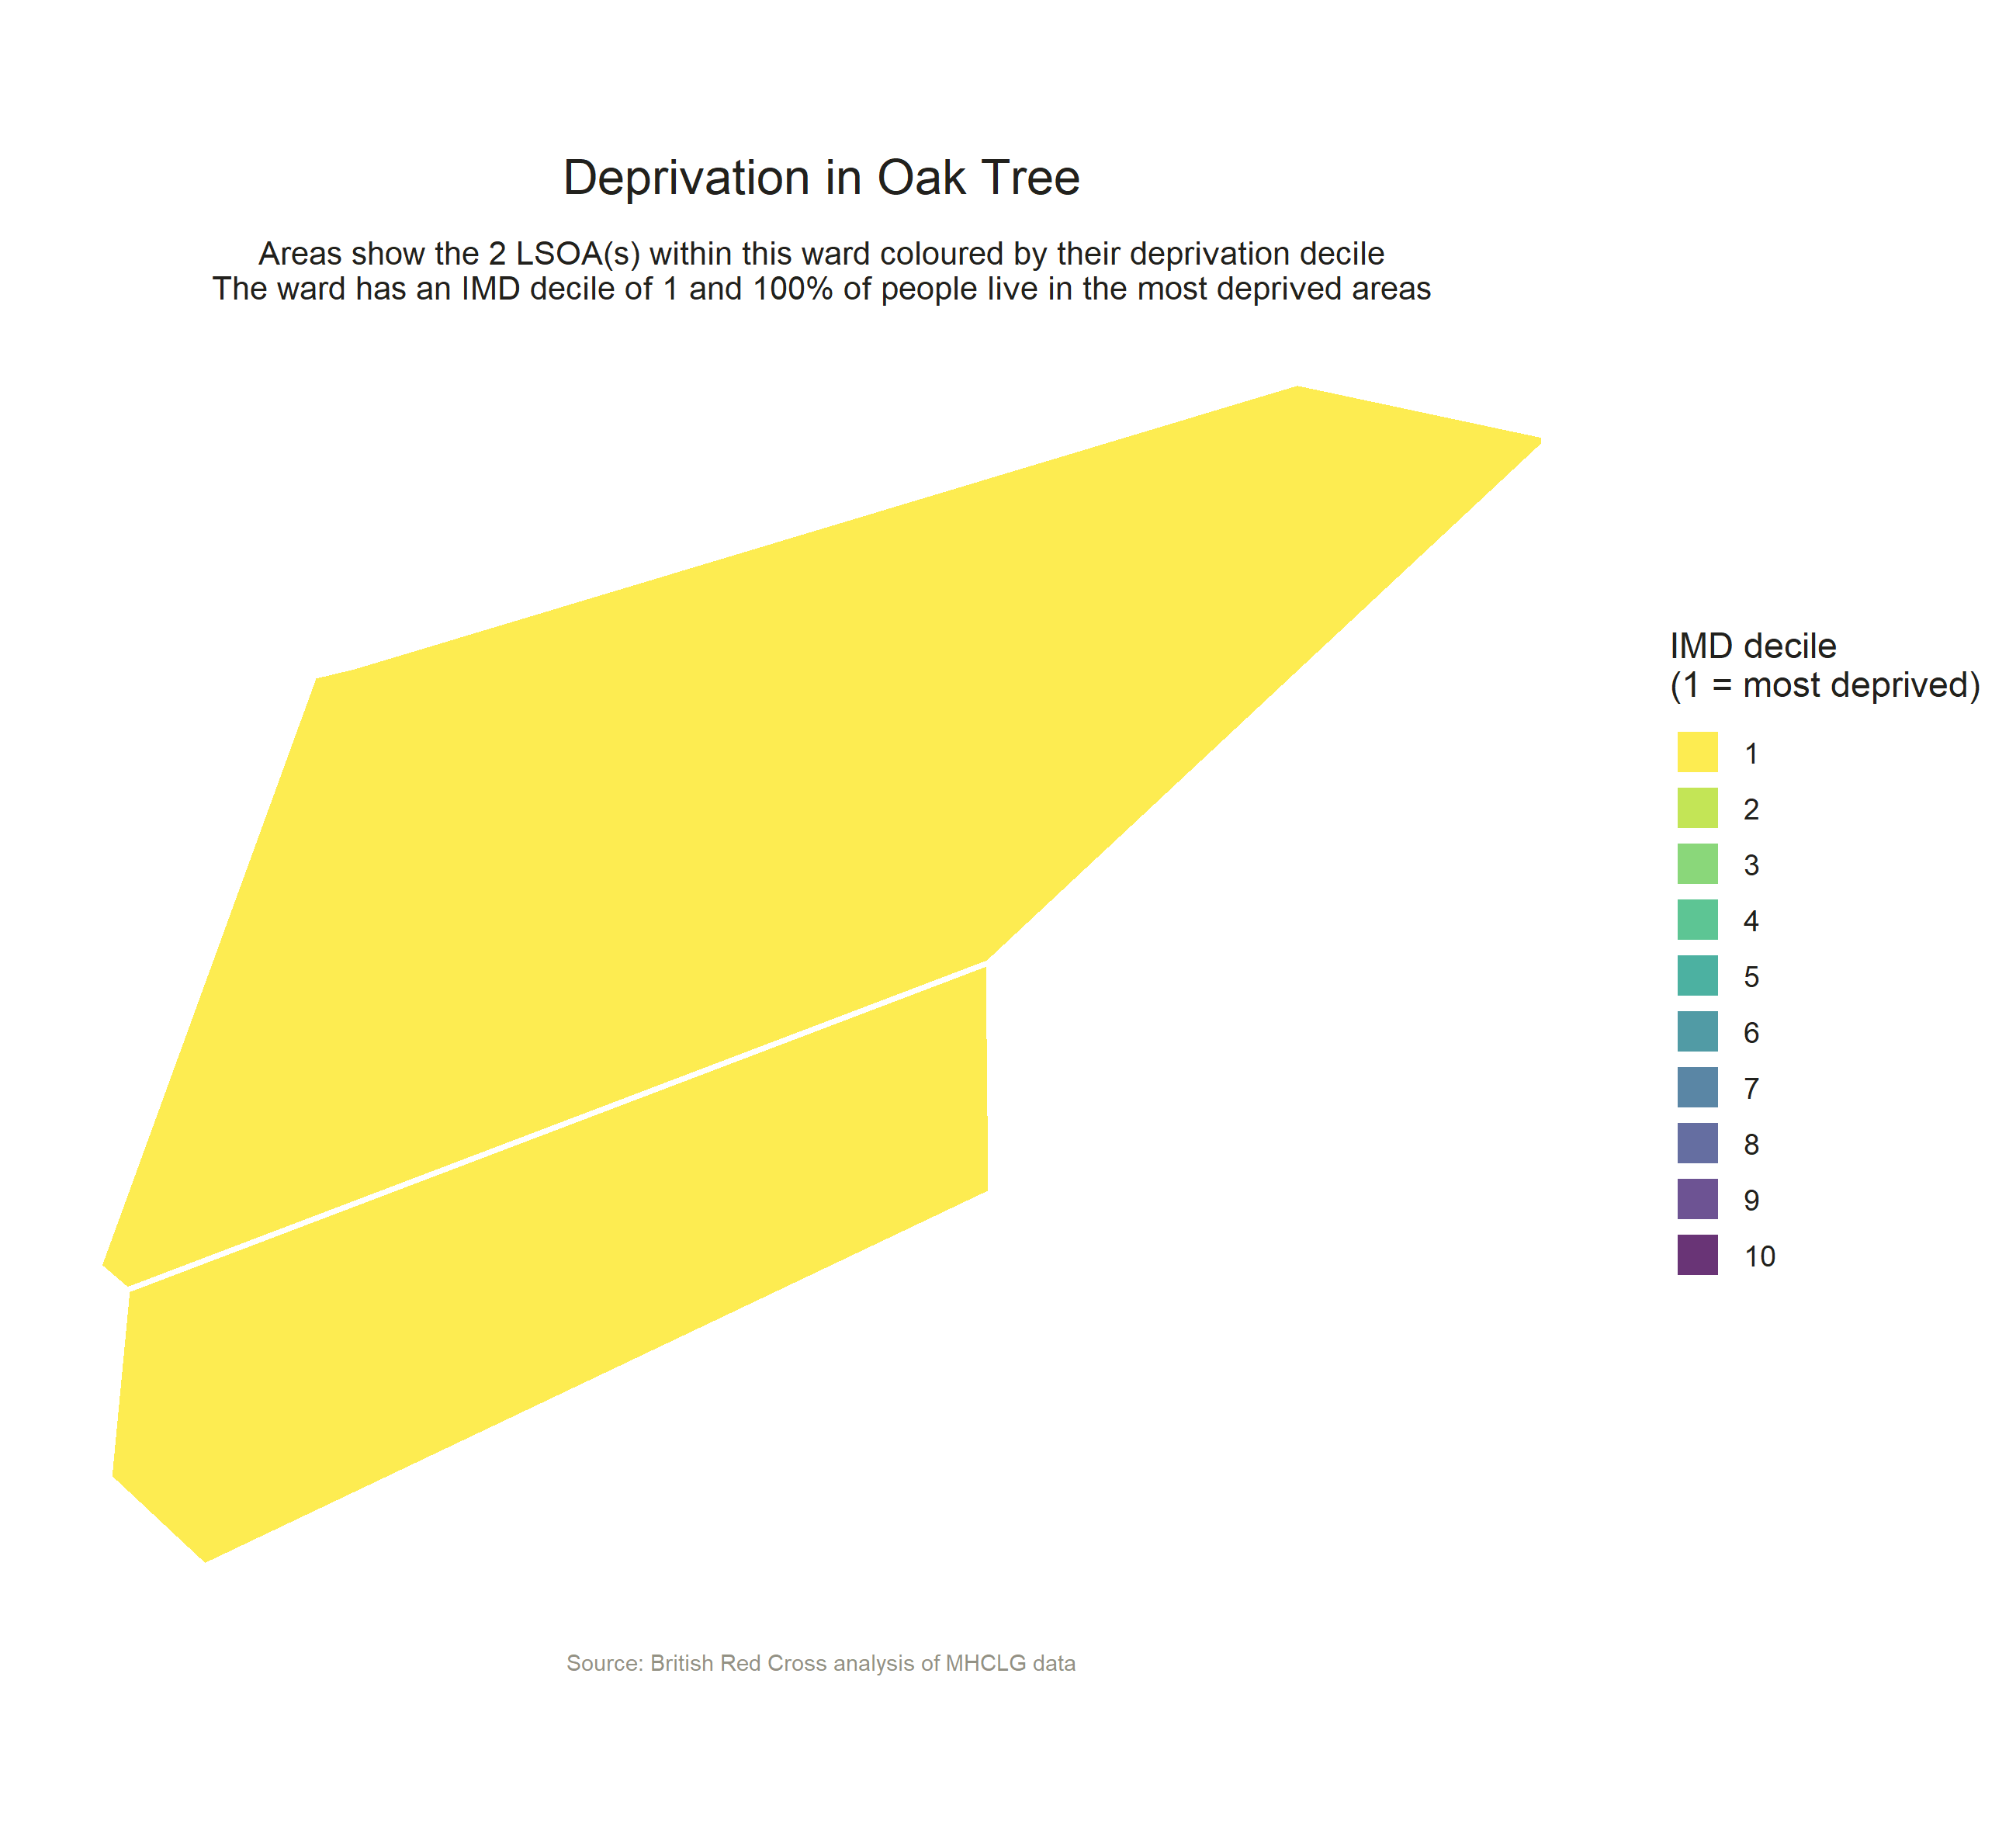 Deprivation in Oak Tree
Areas show the 2 LSOA(s) within this ward coloured by their deprivation decile
The ward has an IMD decile of 1 and 100% of people live in the most deprived areas
IMD decile
(1 = most deprived)
1
2
3
4
5
6
7
8
9
10
Source: British Red Cross analysis of MHCLG data